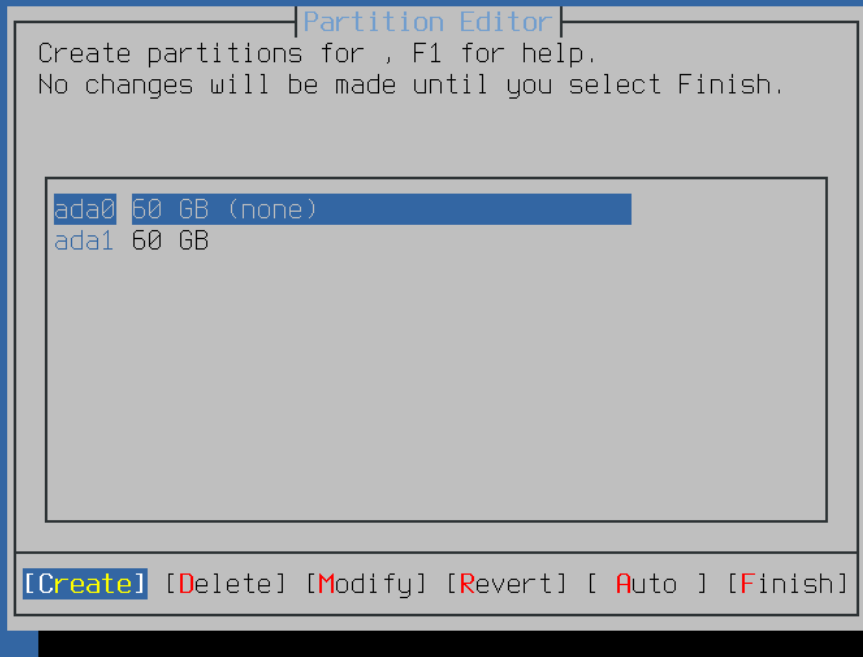 Partition Editor
Create partitions for , F1 for help.
No changes will be made until you select Finish.
ada0 60 GB (none)
ada1 60 GB
[Create] [Delete] [Modify] [Revert] [ Auto ] [Finish]